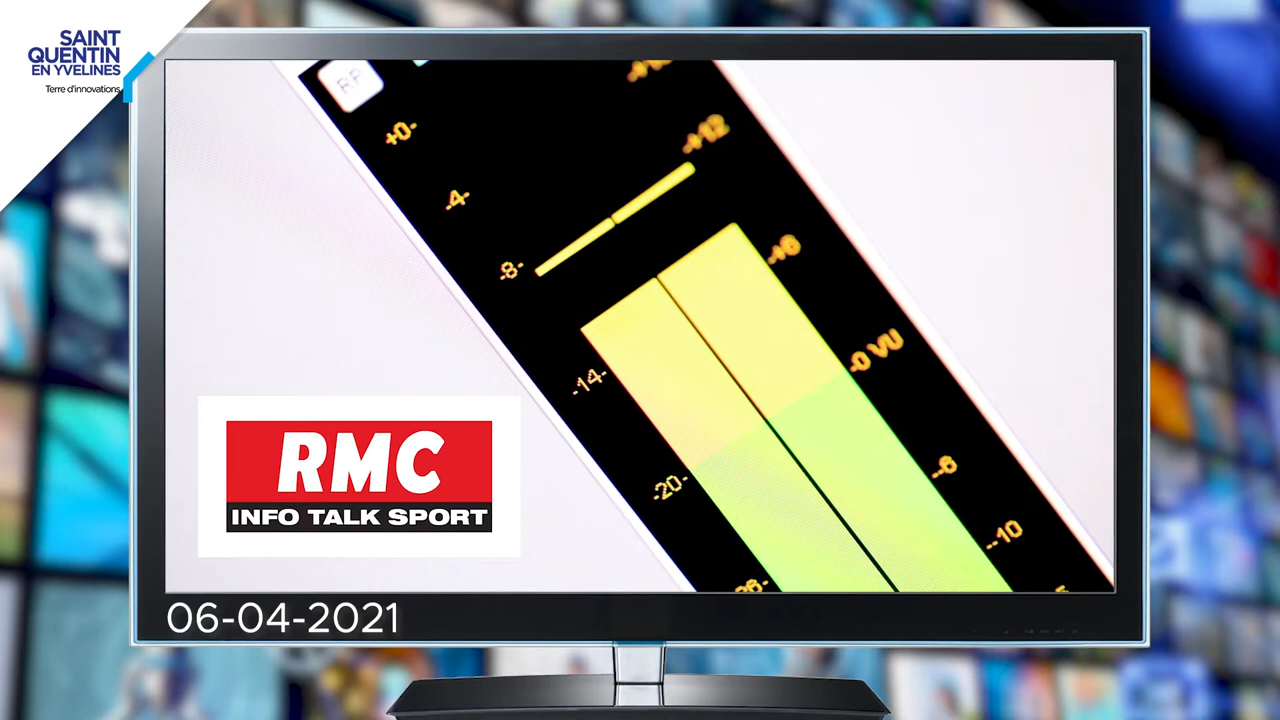 SAINT
QUENTIN
EN YVELINES
Terre d'innovations
+0-
-4-
-8-
-14-
-20-
-+12
-+6
-0 VU
--6
--10
RMC
INFO TALK SPORT
06-04-2021